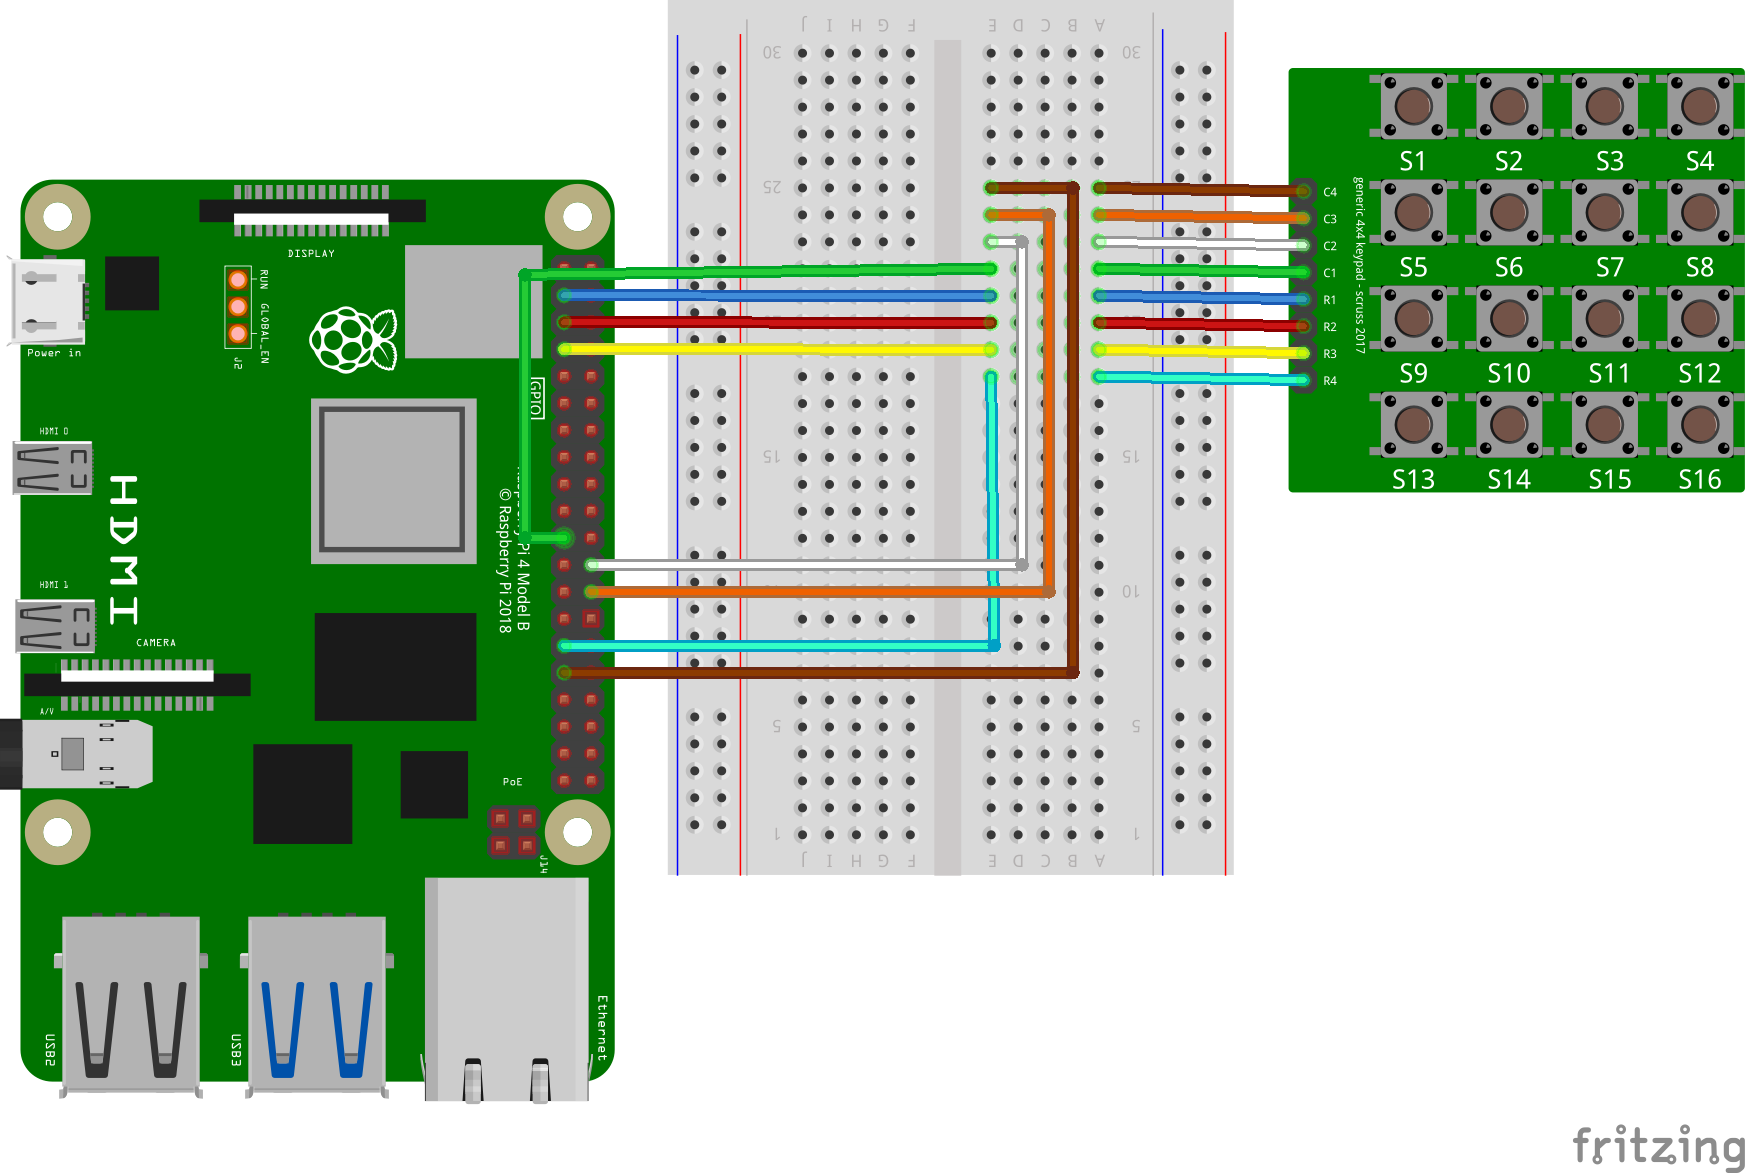 J I H G F E D C B A
30 30
S1 S2 S3 S4
25
C4
C3
C2
C1
R1
R2
R3
R4
generic 4x4 keypad - scruss 2017
S5 S6 S7 S8
S9 S10 S11 S12
S13 S14 S15 S16
DISPLAY
RUN
GLOBAL_EN
J2
Power in
GPIO
HDMI 0
HDMI
HDMI 1
Pi 4 Model B
© Raspberry Pi 2018
CAMERA
A/V
PoE
J14
15 15
10
5 5
1 1
J I H G F E D C B A
USB2
USB3
Ethernet
fritzing